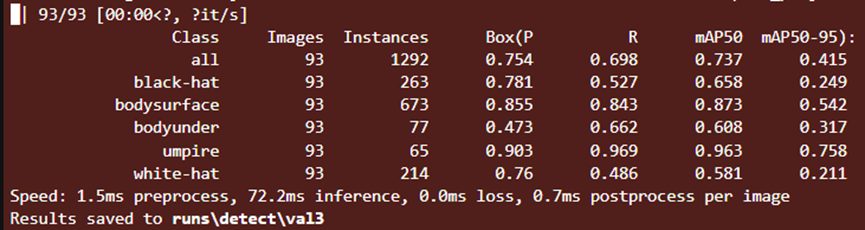 | 93/93 [00:00<?, ?it/s]
Class Images Instances Box(P R mAP50 mAP50-95):
all 93 1292 0.754 0.698 0.737 0.415
black-hat 93 263 0.781 0.527 0.658 0.249
bodysurface 93 673 0.855 0.843 0.873 0.542
bodyunder 93 77 0.473 0.662 0.608 0.317
umpire 93 65 0.903 0.969 0.963 0.758
white-hat 93 214 0.76 0.486 0.581 0.211
Speed: 1.5ms preprocess, 72.2ms inference, 0.0ms loss, 0.7ms postprocess per image
Results saved to runs\detect\val3